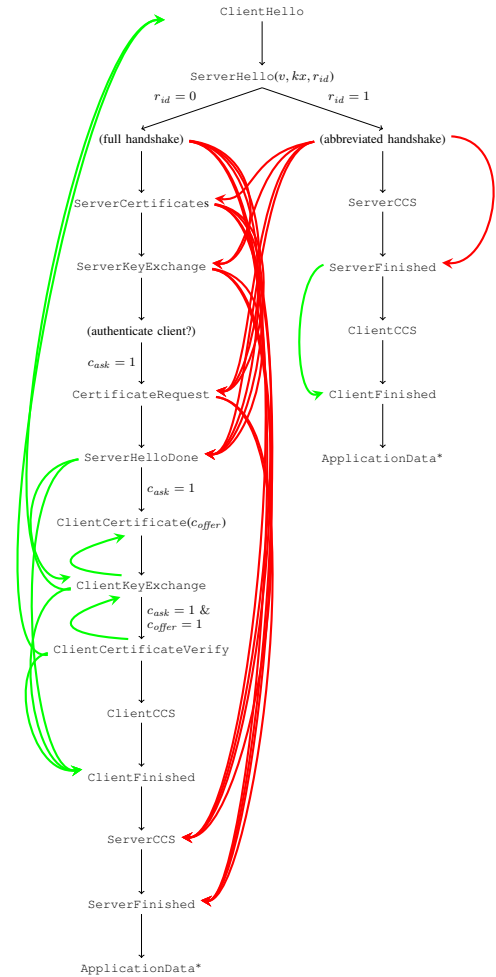 ClientHello
ServerHello(v, kx, r_id)
r_id = 0
r_id = 1
(full handshake)
(abbreviated handshake)
ServerCertificates
ServerCCS
ServerKeyExchange
ServerFinished
(authenticate client?)
ClientCCS
c_ask = 1
CertificateRequest
ClientFinished
ServerHelloDone
ApplicationData*
c_ask = 1
ClientCertificate(c_offer)
ClientKeyExchange
c_ask = 1 &
c_offer = 1
ClientCertificateVerify
ClientCCS
ClientFinished
ServerCCS
ServerFinished
ApplicationData*